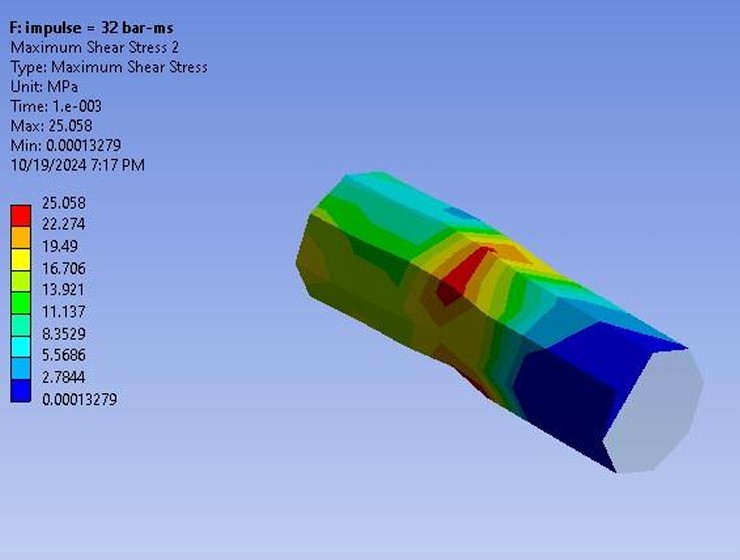 F: impulse = 32 bar-ms
Maximum Shear Stress 2
Type: Maximum Shear Stress
Unit: MPa
Time: 1.e-003
Max: 25.058
Min: 0.00013279
10/19/2024 7:17 PM
25.058
22.274
19.49
16.706
13.921
11.137
8.3529
5.5686
2.7844
0.00013279